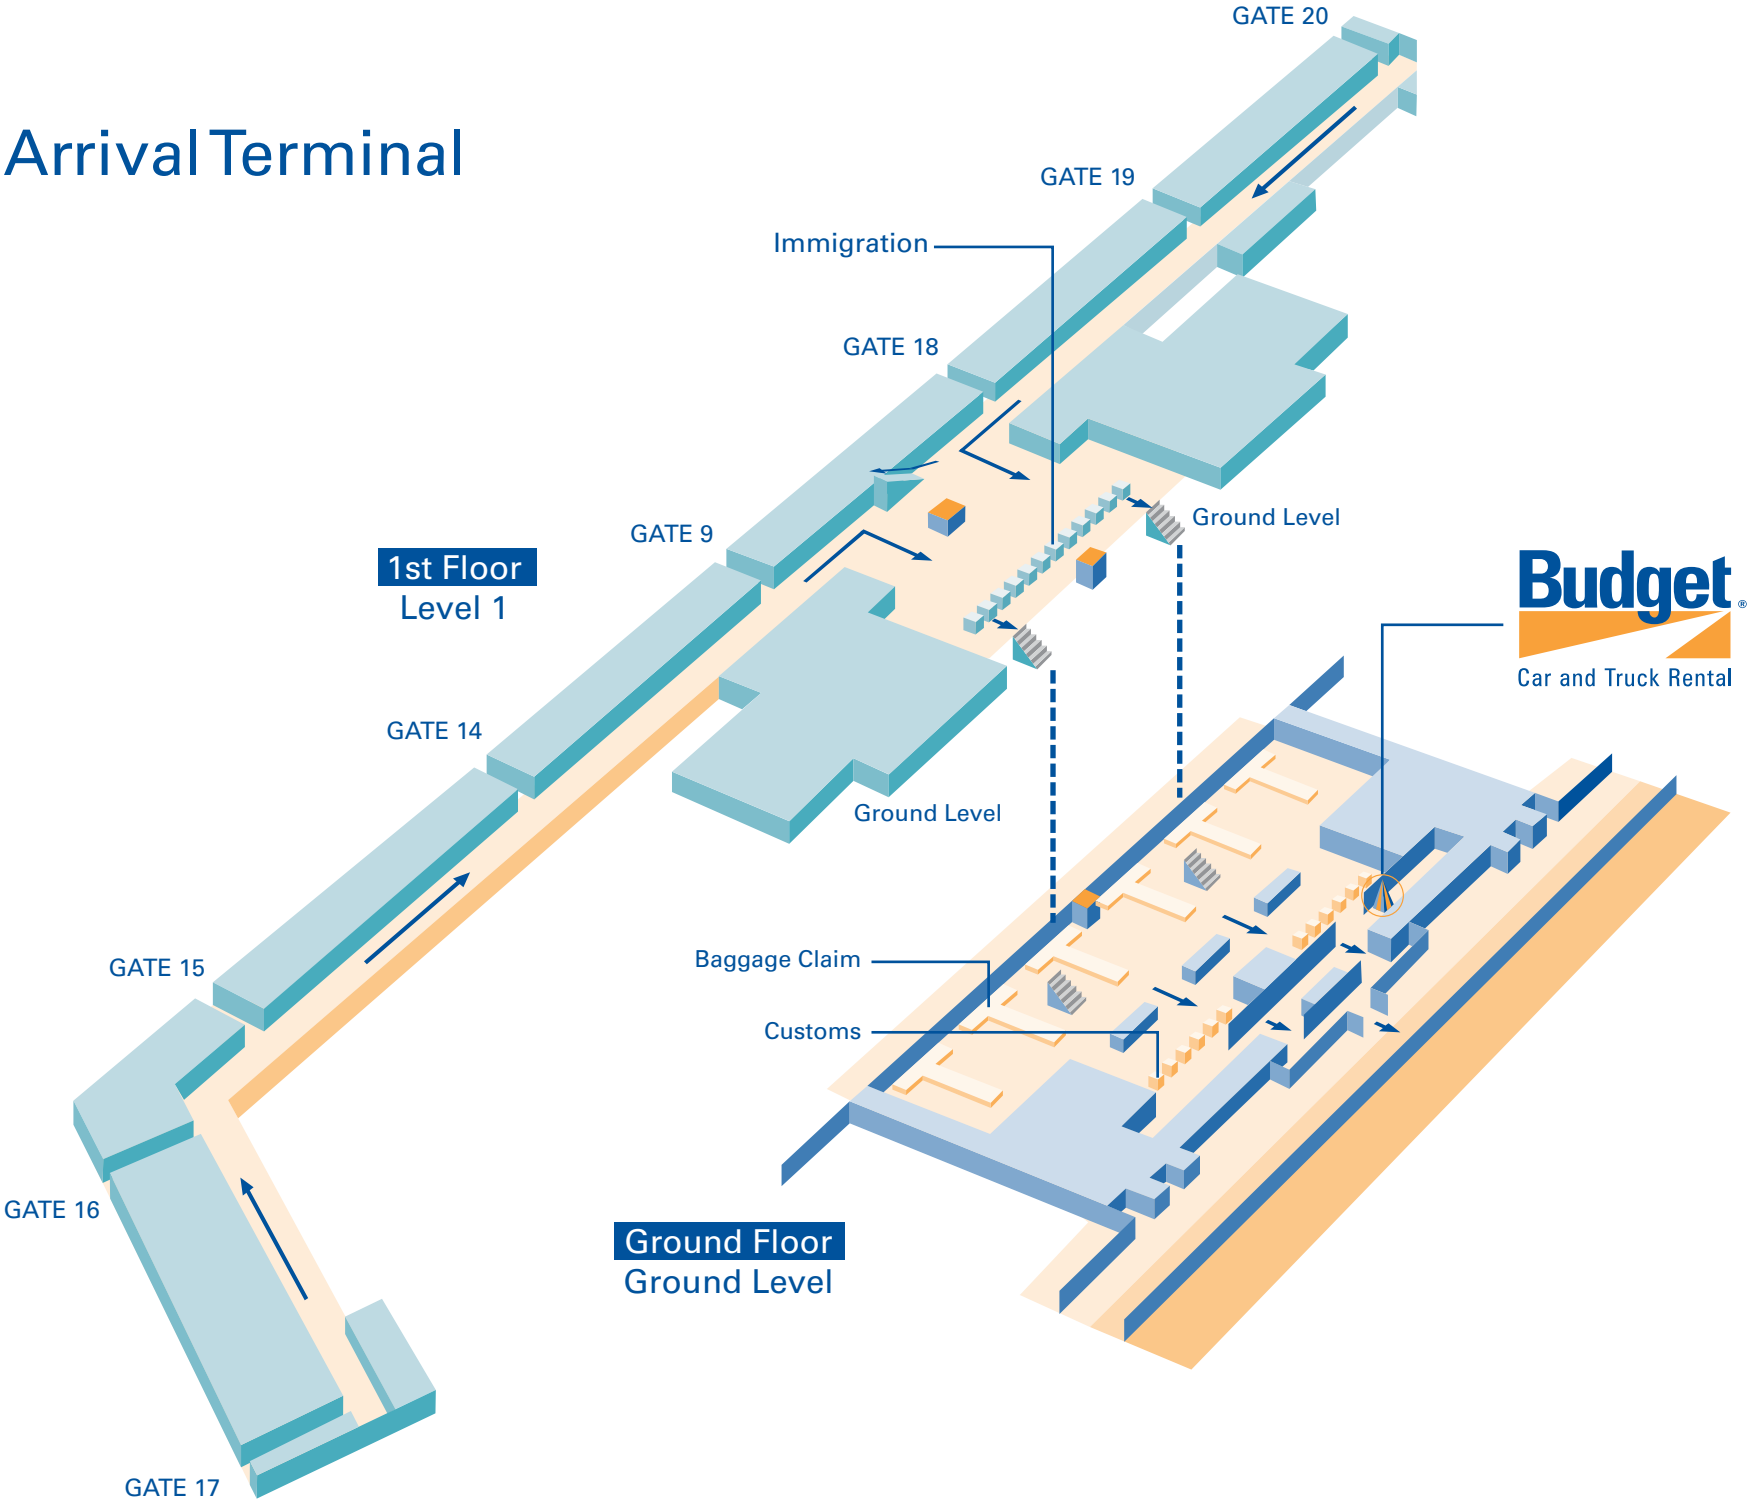 GATE 20
Arrival Terminal
GATE 19
Immigration
GATE 18
Ground Level
GATE 9
1st Floor
Level 1
Budget®
Car and Truck Rental
GATE 14
Ground Level
Baggage Claim
GATE 15
Customs
GATE 16
Ground Floor
Ground Level
GATE 17